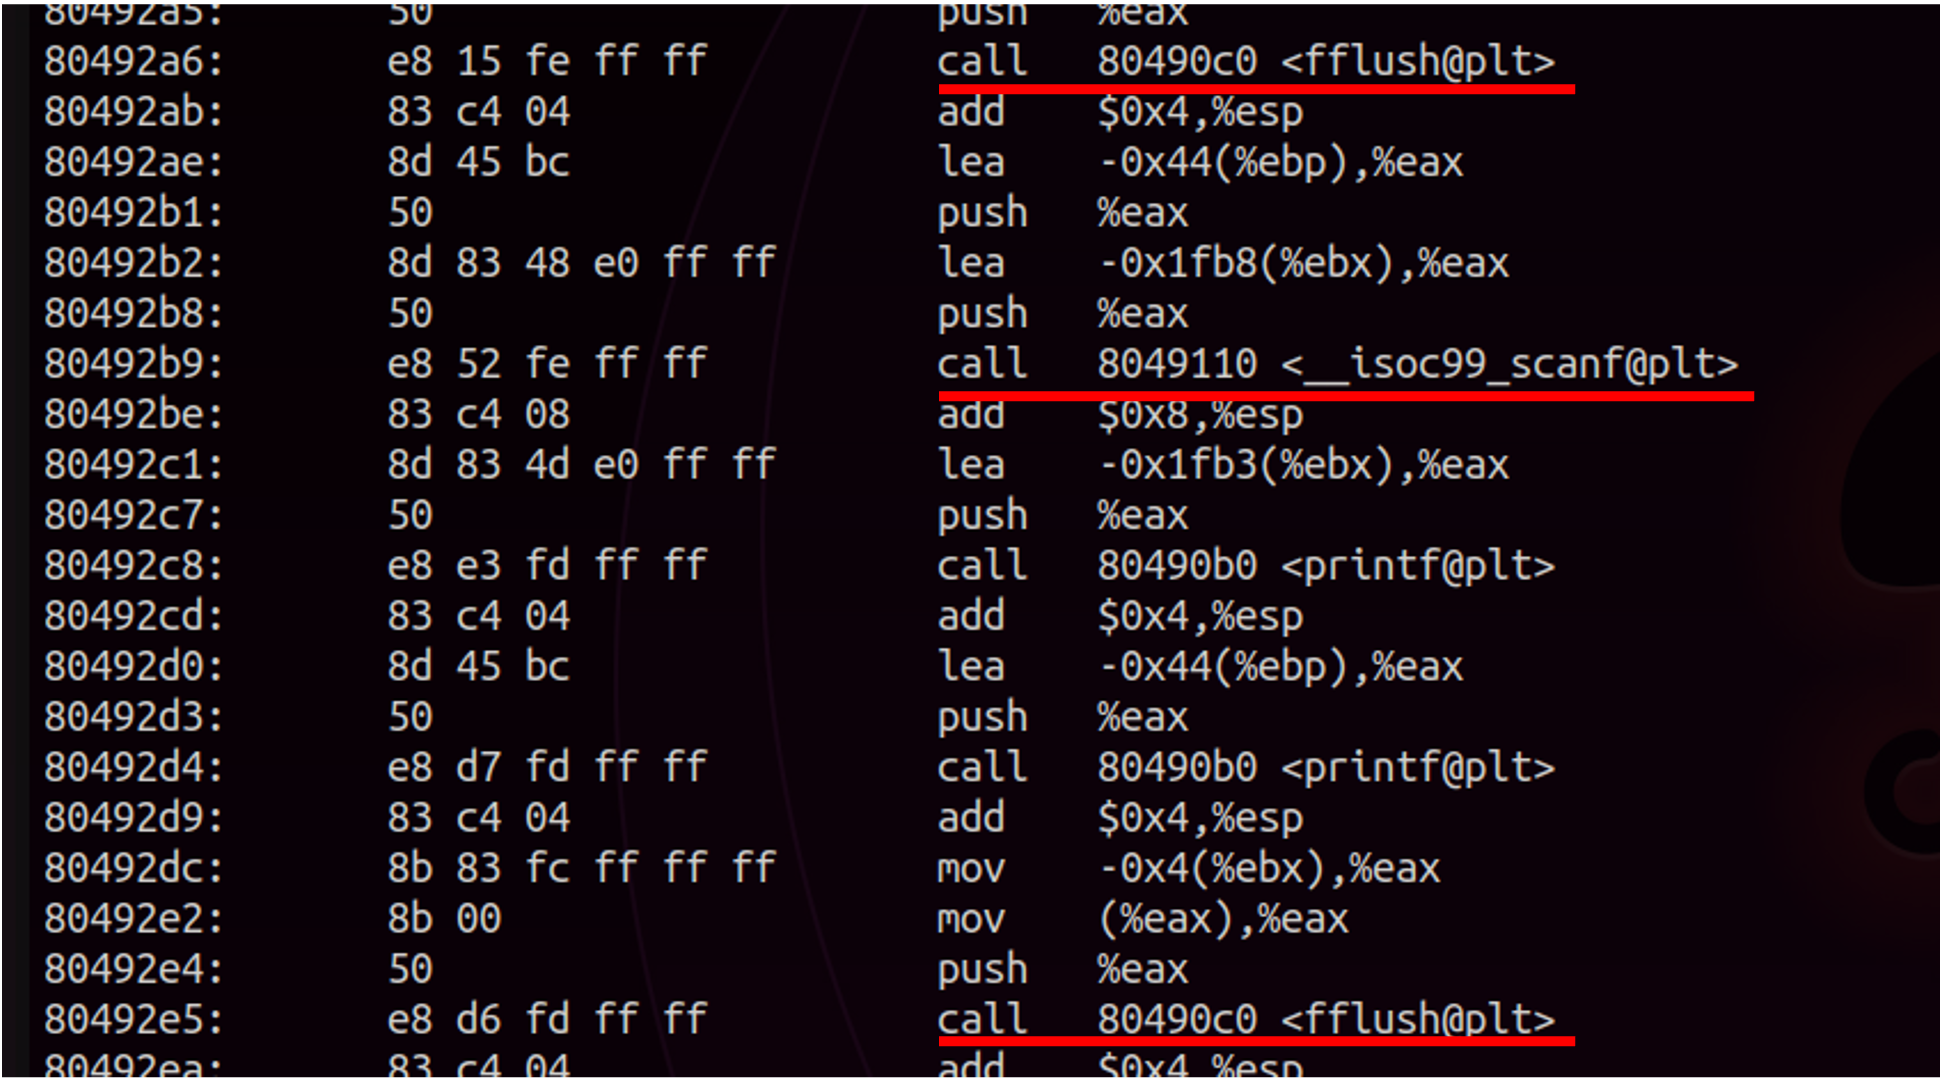 80492a5: 50 push %eax
80492a6: e8 15 fe ff ff call 80490c0 <fflush@plt>
80492ab: 83 c4 04 add $0x4,%esp
80492ae: 8d 45 bc lea -0x44(%ebp),%eax
80492b1: 50 push %eax
80492b2: 8d 83 48 e0 ff ff lea -0x1fb8(%ebx),%eax
80492b8: 50 push %eax
80492b9: e8 52 fe ff ff call 8049110 <__isoc99_scanf@plt>
80492be: 83 c4 08 add $0x8,%esp
80492c1: 8d 83 4d e0 ff ff lea -0x1fb3(%ebx),%eax
80492c7: 50 push %eax
80492c8: e8 e3 fd ff ff call 80490b0 <printf@plt>
80492cd: 83 c4 04 add $0x4,%esp
80492d0: 8d 45 bc lea -0x44(%ebp),%eax
80492d3: 50 push %eax
80492d4: e8 d7 fd ff ff call 80490b0 <printf@plt>
80492d9: 83 c4 04 add $0x4,%esp
80492dc: 8b 83 fc ff ff ff mov -0x4(%ebx),%eax
80492e2: 8b 00 mov (%eax),%eax
80492e4: 50 push %eax
80492e5: e8 d6 fd ff ff call 80490c0 <fflush@plt>
80492ea: 83 c4 04 add $0x4,%esp